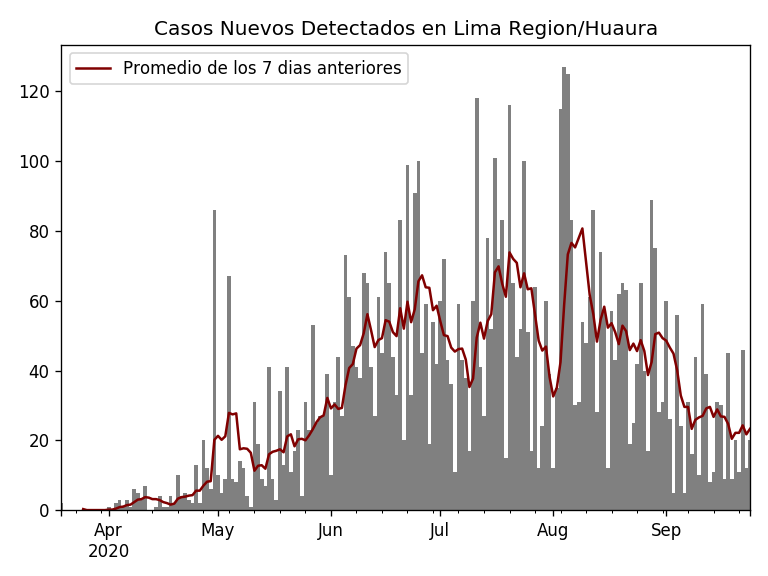 Casos Nuevos Detectados en Lima Region/Huaura
Promedio de los 7 dias anteriores
120
100
80
60
40
20
0
Apr May Jun Jul Aug Sep
2020